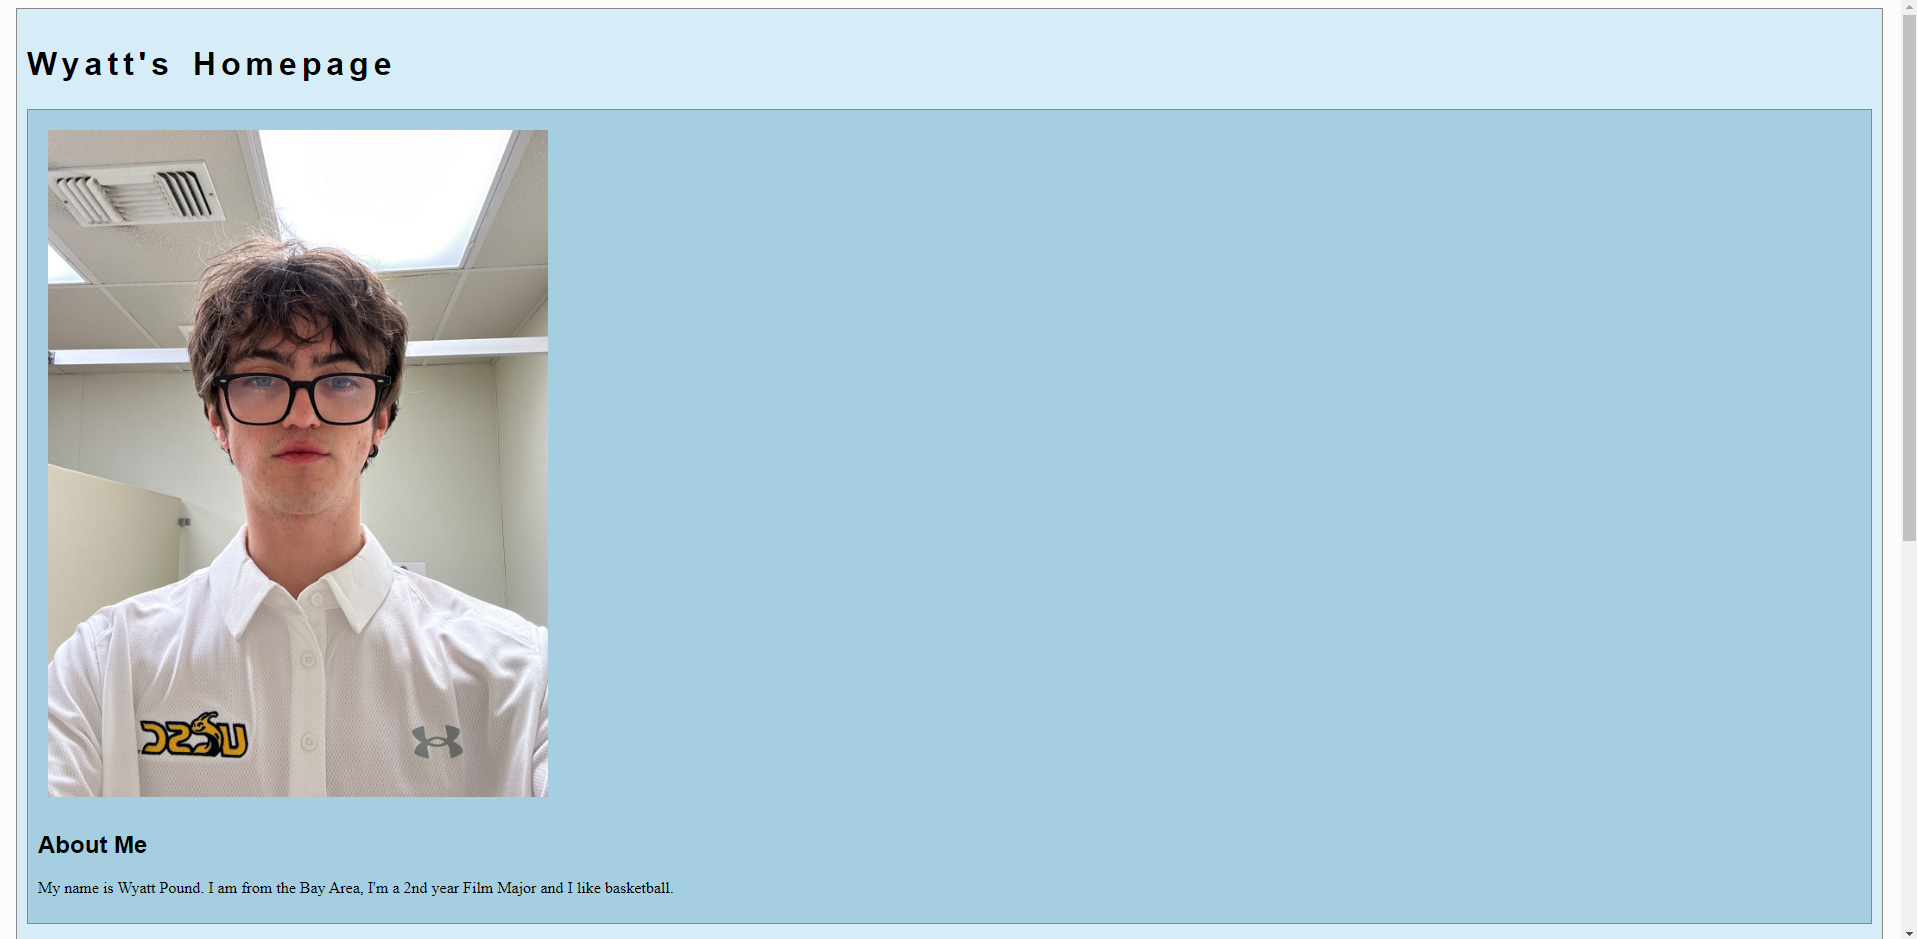 Wyatt's Homepage
UCSC
About Me
My name is Wyatt Pound. I am from the Bay Area, I'm a 2nd year Film Major and I like basketball.